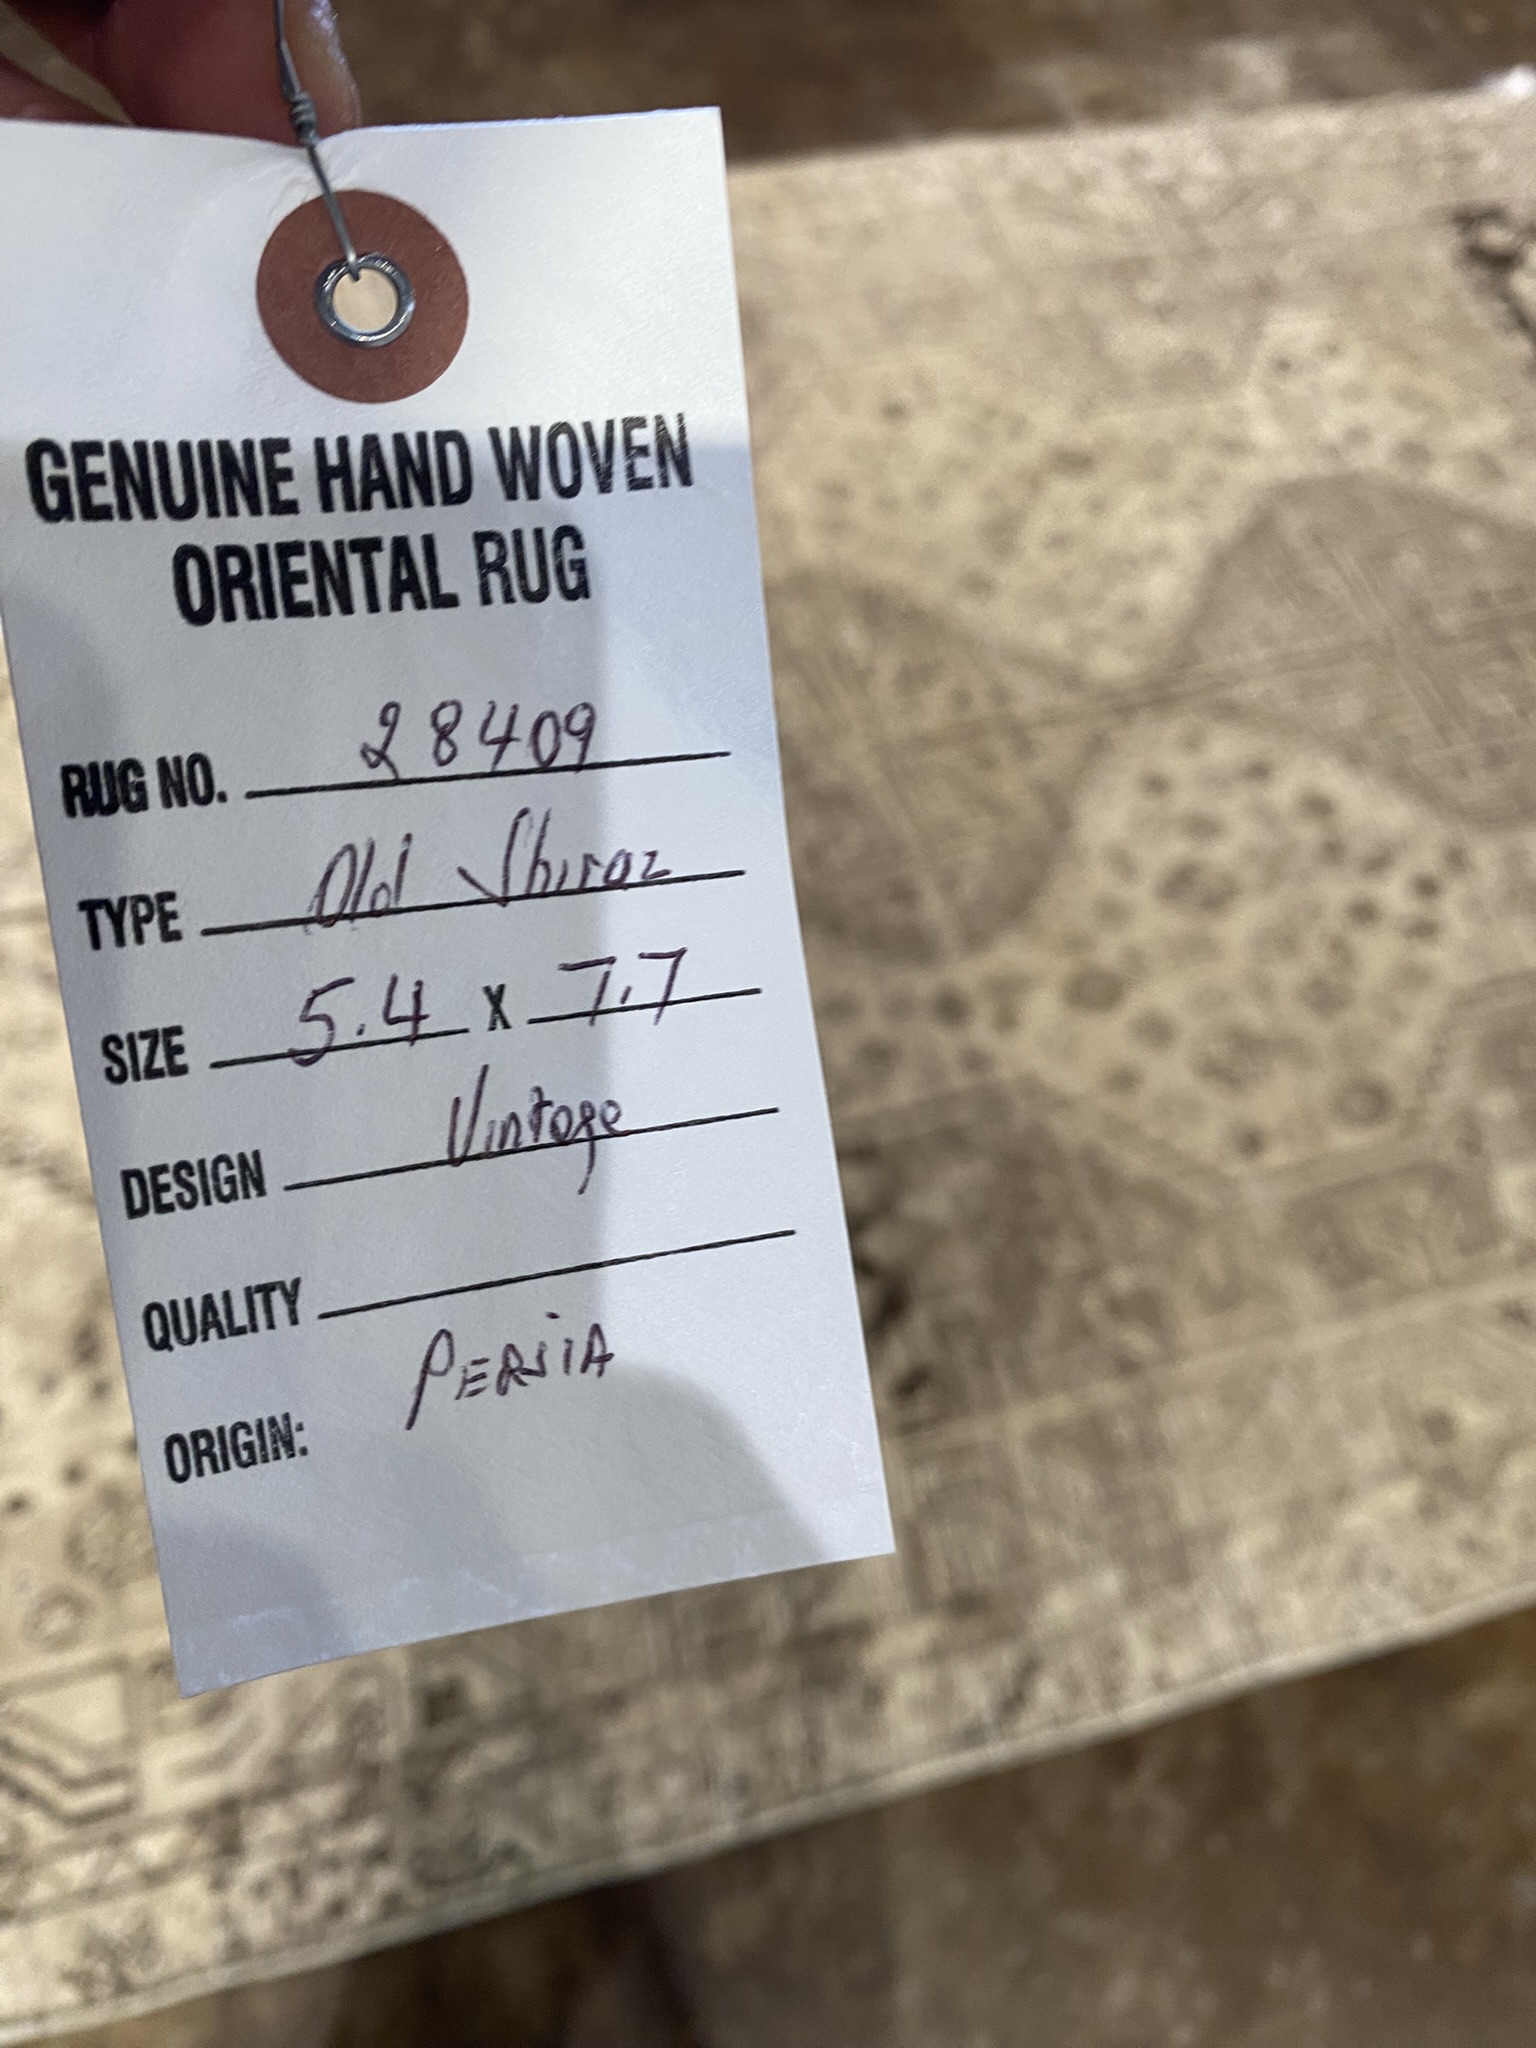 GENUINE HAND WOVEN
ORIENTAL RUG
RUG NO. 28409
TYPE Old Shiraz
SIZE 5.4 X 7.7
DESIGN Vintage
QUALITY
PERSIA
ORIGIN: